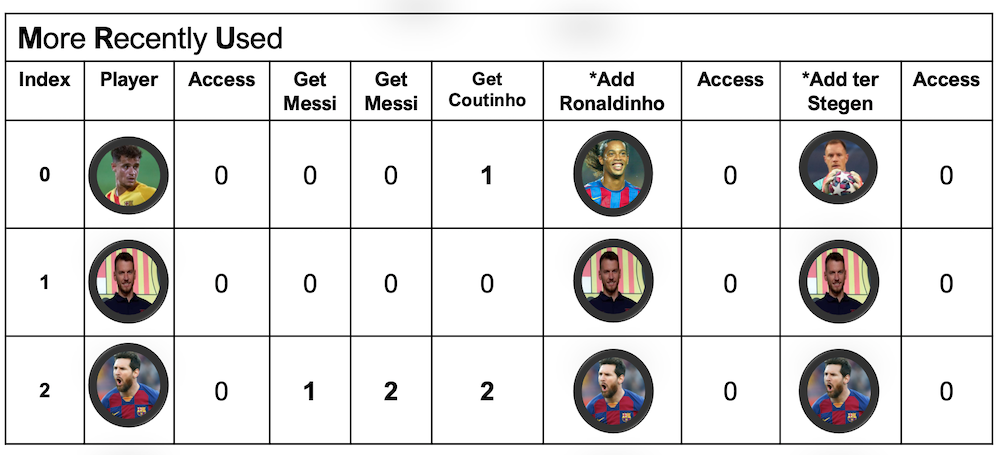 More Recently Used
Index Player Access Get Messi Get Messi Get Coutinho *Add Ronaldinho Access *Add ter Stegen Access
0 0 0 0 1 0 0
1 0 0 0 0 0 0
2 0 1 2 2 0 0